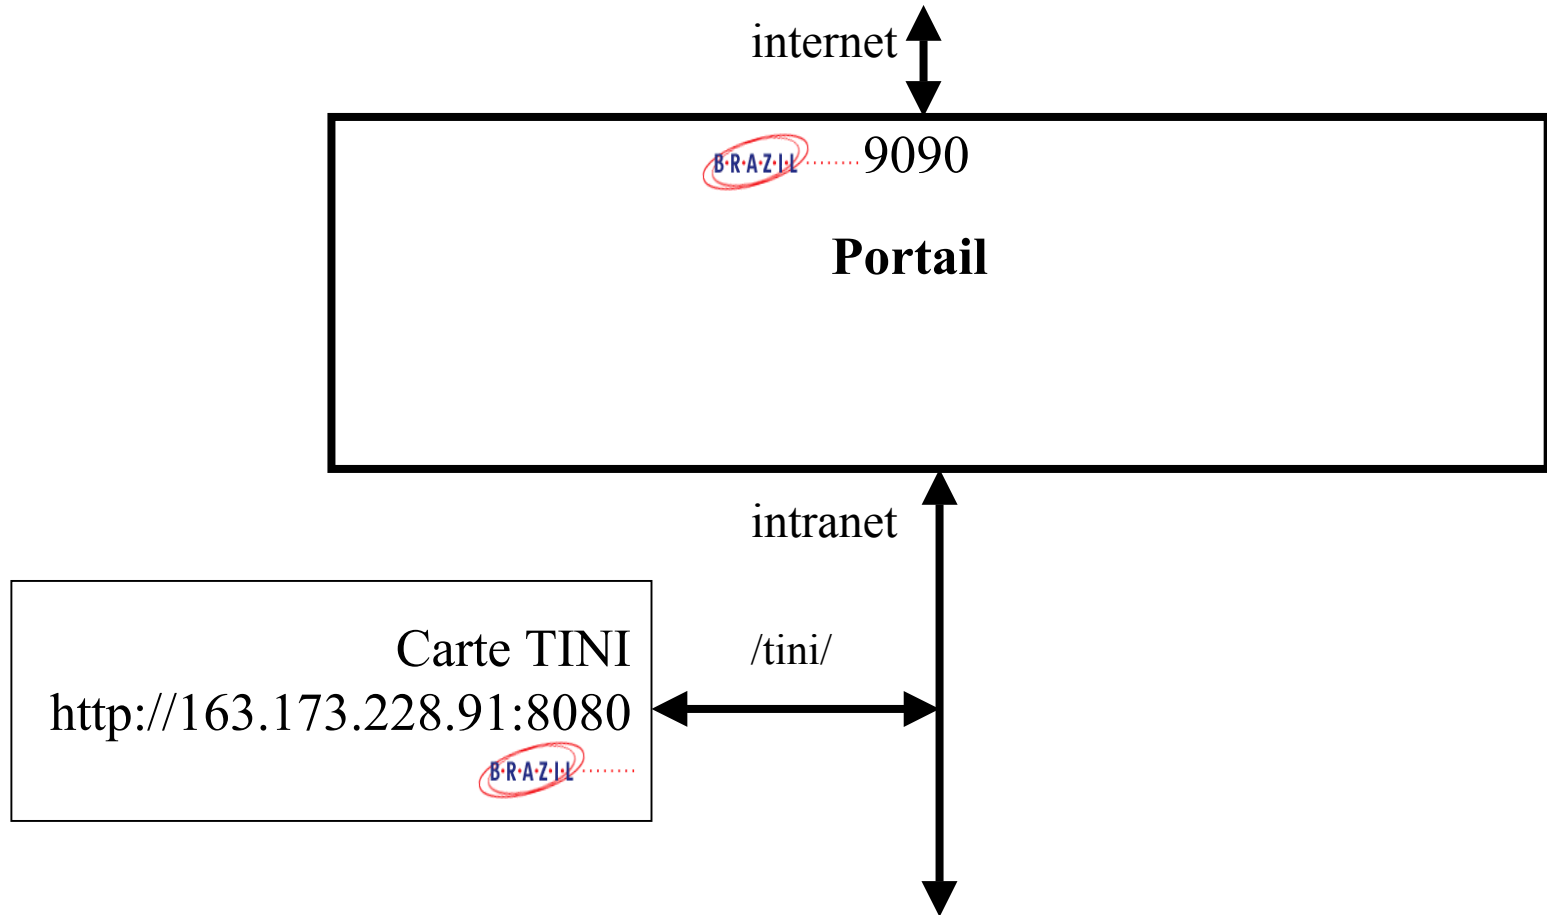 internet
B·R·A·Z·I·L 9090
Portail
intranet
Carte TINI
/tini/
http://163.173.228.91:8080
B·R·A·Z·I·L